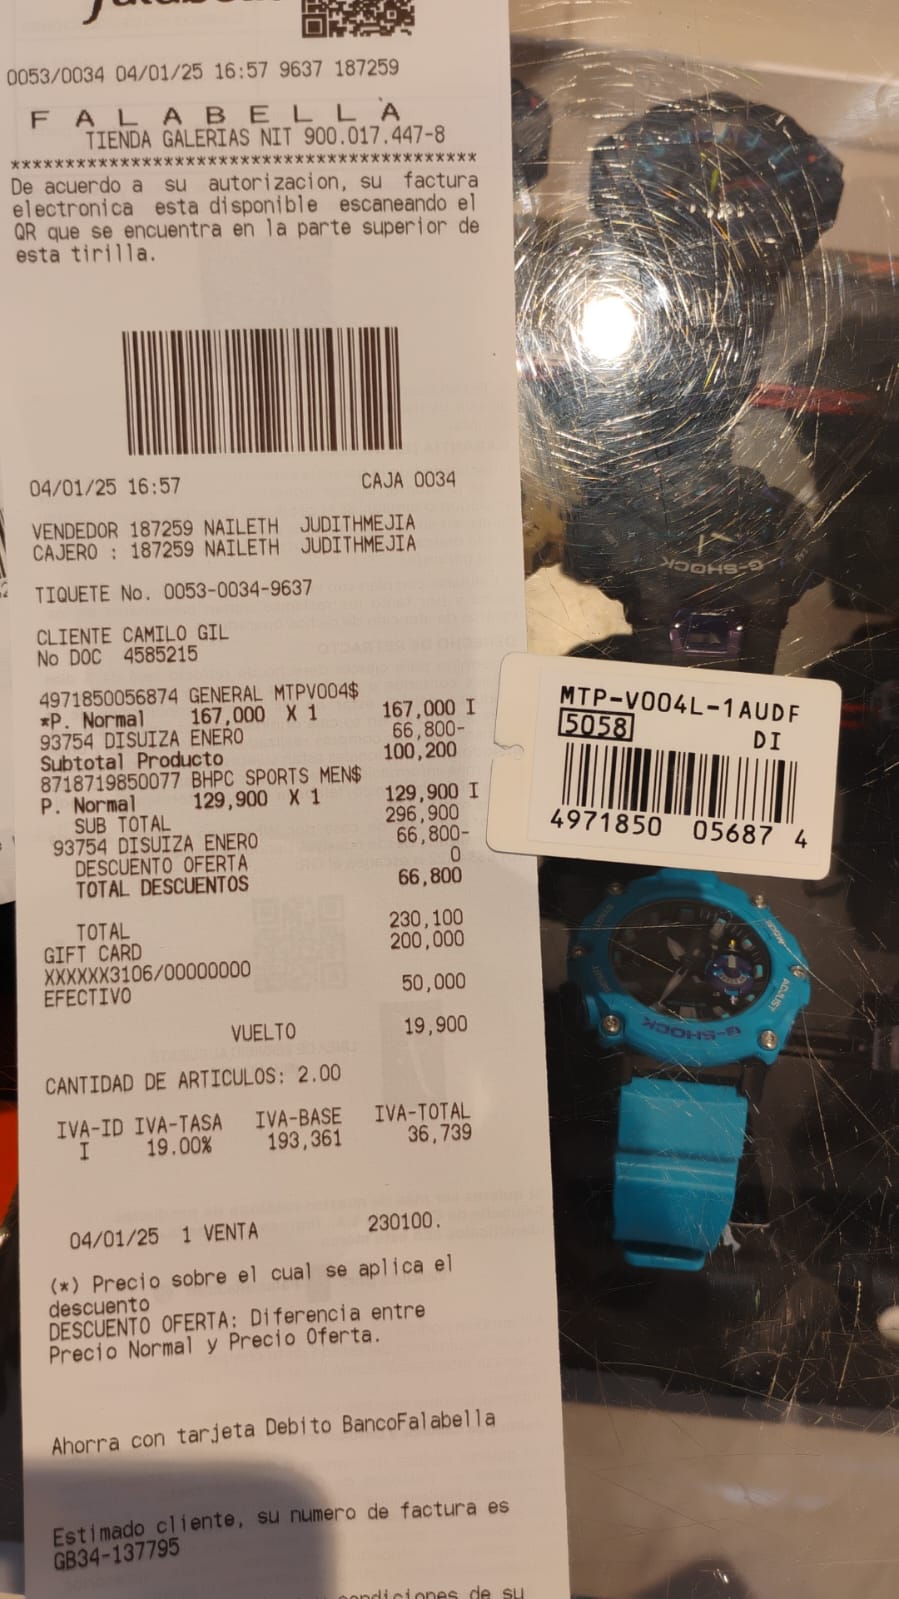 0053/0034 04/01/25 16:57 9637 187259
F A L A B E L L A
TIENDA GALERIAS NIT 900.017.447-8
*******************************************
De acuerdo a su autorizacion, su factura
electronica esta disponible escaneando el
QR que se encuentra en la parte superior de
esta tirilla.
04/01/25 16:57 CAJA 0034
VENDEDOR 187259 NAILETH JUDITHMEJIA
CAJERO : 187259 NAILETH JUDITHMEJIA
TIQUETE No. 0053-0034-9637
CLIENTE CAMILO GIL
No DOC 4585215
4971850056874 GENERAL MTPV004$
*P. Normal 167,000 X 1 167,000 I
93754 DISUIZA ENERO 66,800-
Subtotal Producto 100,200
8718719850077 BHPC SPORTS MEN$
P. Normal 129,900 X 1 129,900 I
SUB TOTAL 296,900
93754 DISUIZA ENERO 66,800-
DESCUENTO OFERTA 0
TOTAL DESCUENTOS 66,800
TOTAL 230,100
GIFT CARD 200,000
XXXXXX3106/00000000
EFECTIVO 50,000
VUELTO 19,900
CANTIDAD DE ARTICULOS: 2.00
IVA-ID IVA-TASA IVA-BASE IVA-TOTAL
I 19.00% 193,361 36,739
04/01/25 1 VENTA 230100.
(*) Precio sobre el cual se aplica el
descuento
DESCUENTO OFERTA: Diferencia entre
Precio Normal y Precio Oferta.
Ahorra con tarjeta Debito BancoFalabella
Estimado cliente, su numero de factura es
GB34-137795
condiciones de su
MTP-V004L-1AUDF
5058 DI
4971850 05687 4
G-SHOCK
G-SHOCK
ADJUST